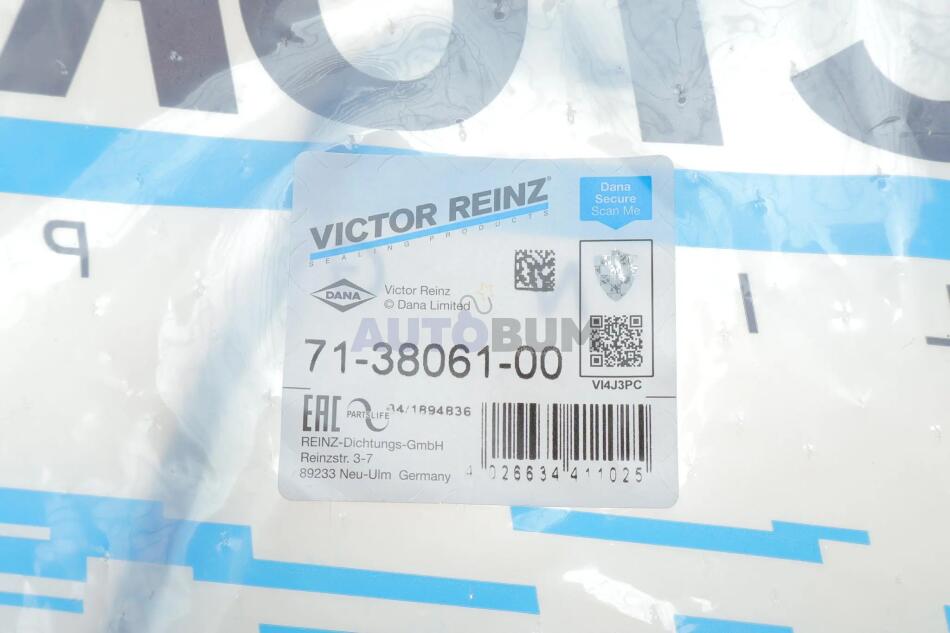 VICTOR REINZ®
SEALING PRODUCTS
Dana
Secure
Scan Me
DANA
Victor Reinz
© Dana Limited
AUTOBUM
71-38061-00
VI4J3PC
EAC
PARTSLIFE
04/1894836
REINZ-Dichtungs-GmbH
Reinzstr. 3-7
89233 Neu-Ulm Germany
4 026634 411025
P
I